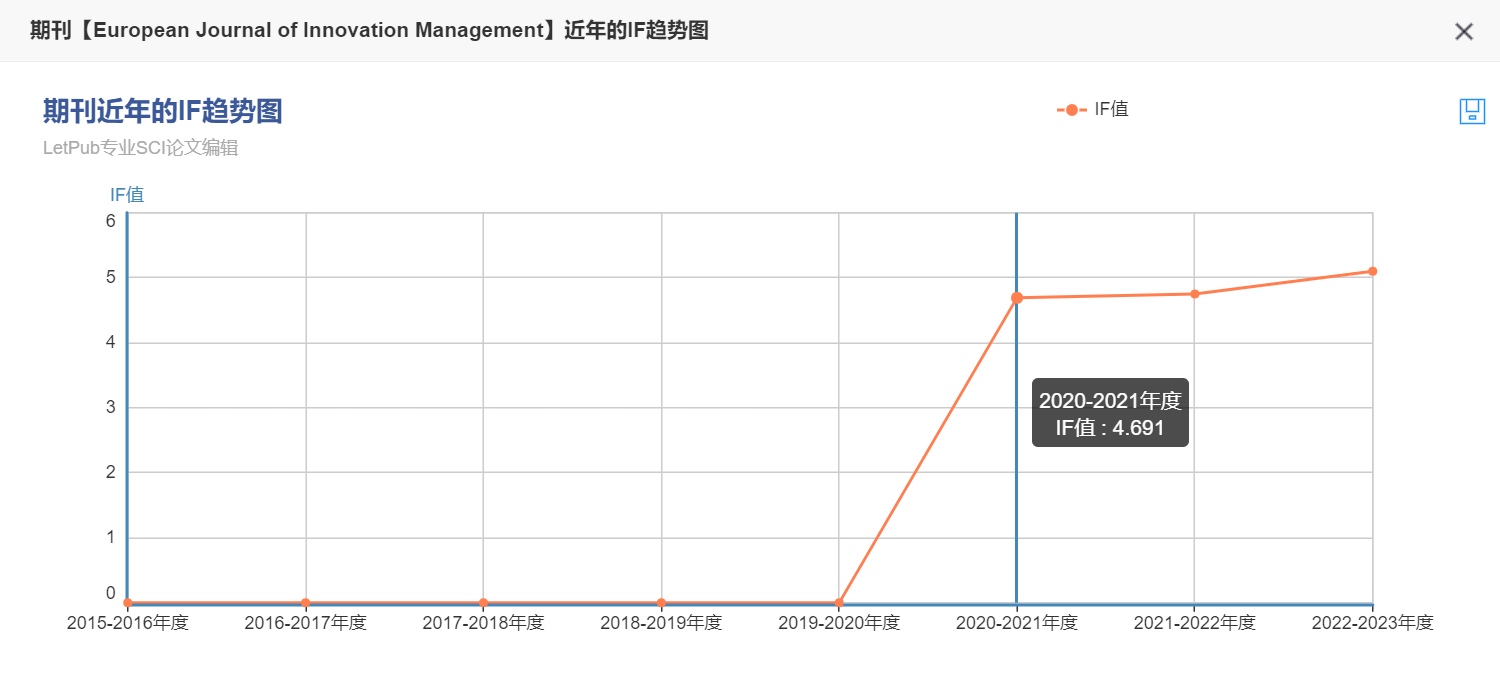 期刊【European Journal of Innovation Management】近年的IF趋势图
期刊近年的IF趋势图
IF值
LetPub专业SCI论文编辑
IF值
6
5
4
3
2
1
0
2020-2021年度
IF值 : 4.691
2015-2016年度
2016-2017年度
2017-2018年度
2018-2019年度
2019-2020年度
2020-2021年度
2021-2022年度
2022-2023年度